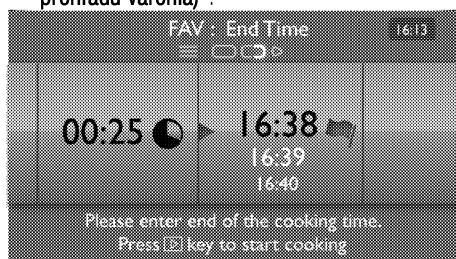 FAV : End Time
16:13
00:25 16:38
16:39
16:40
Please enter end of the cooking time.
Press key to start cooking